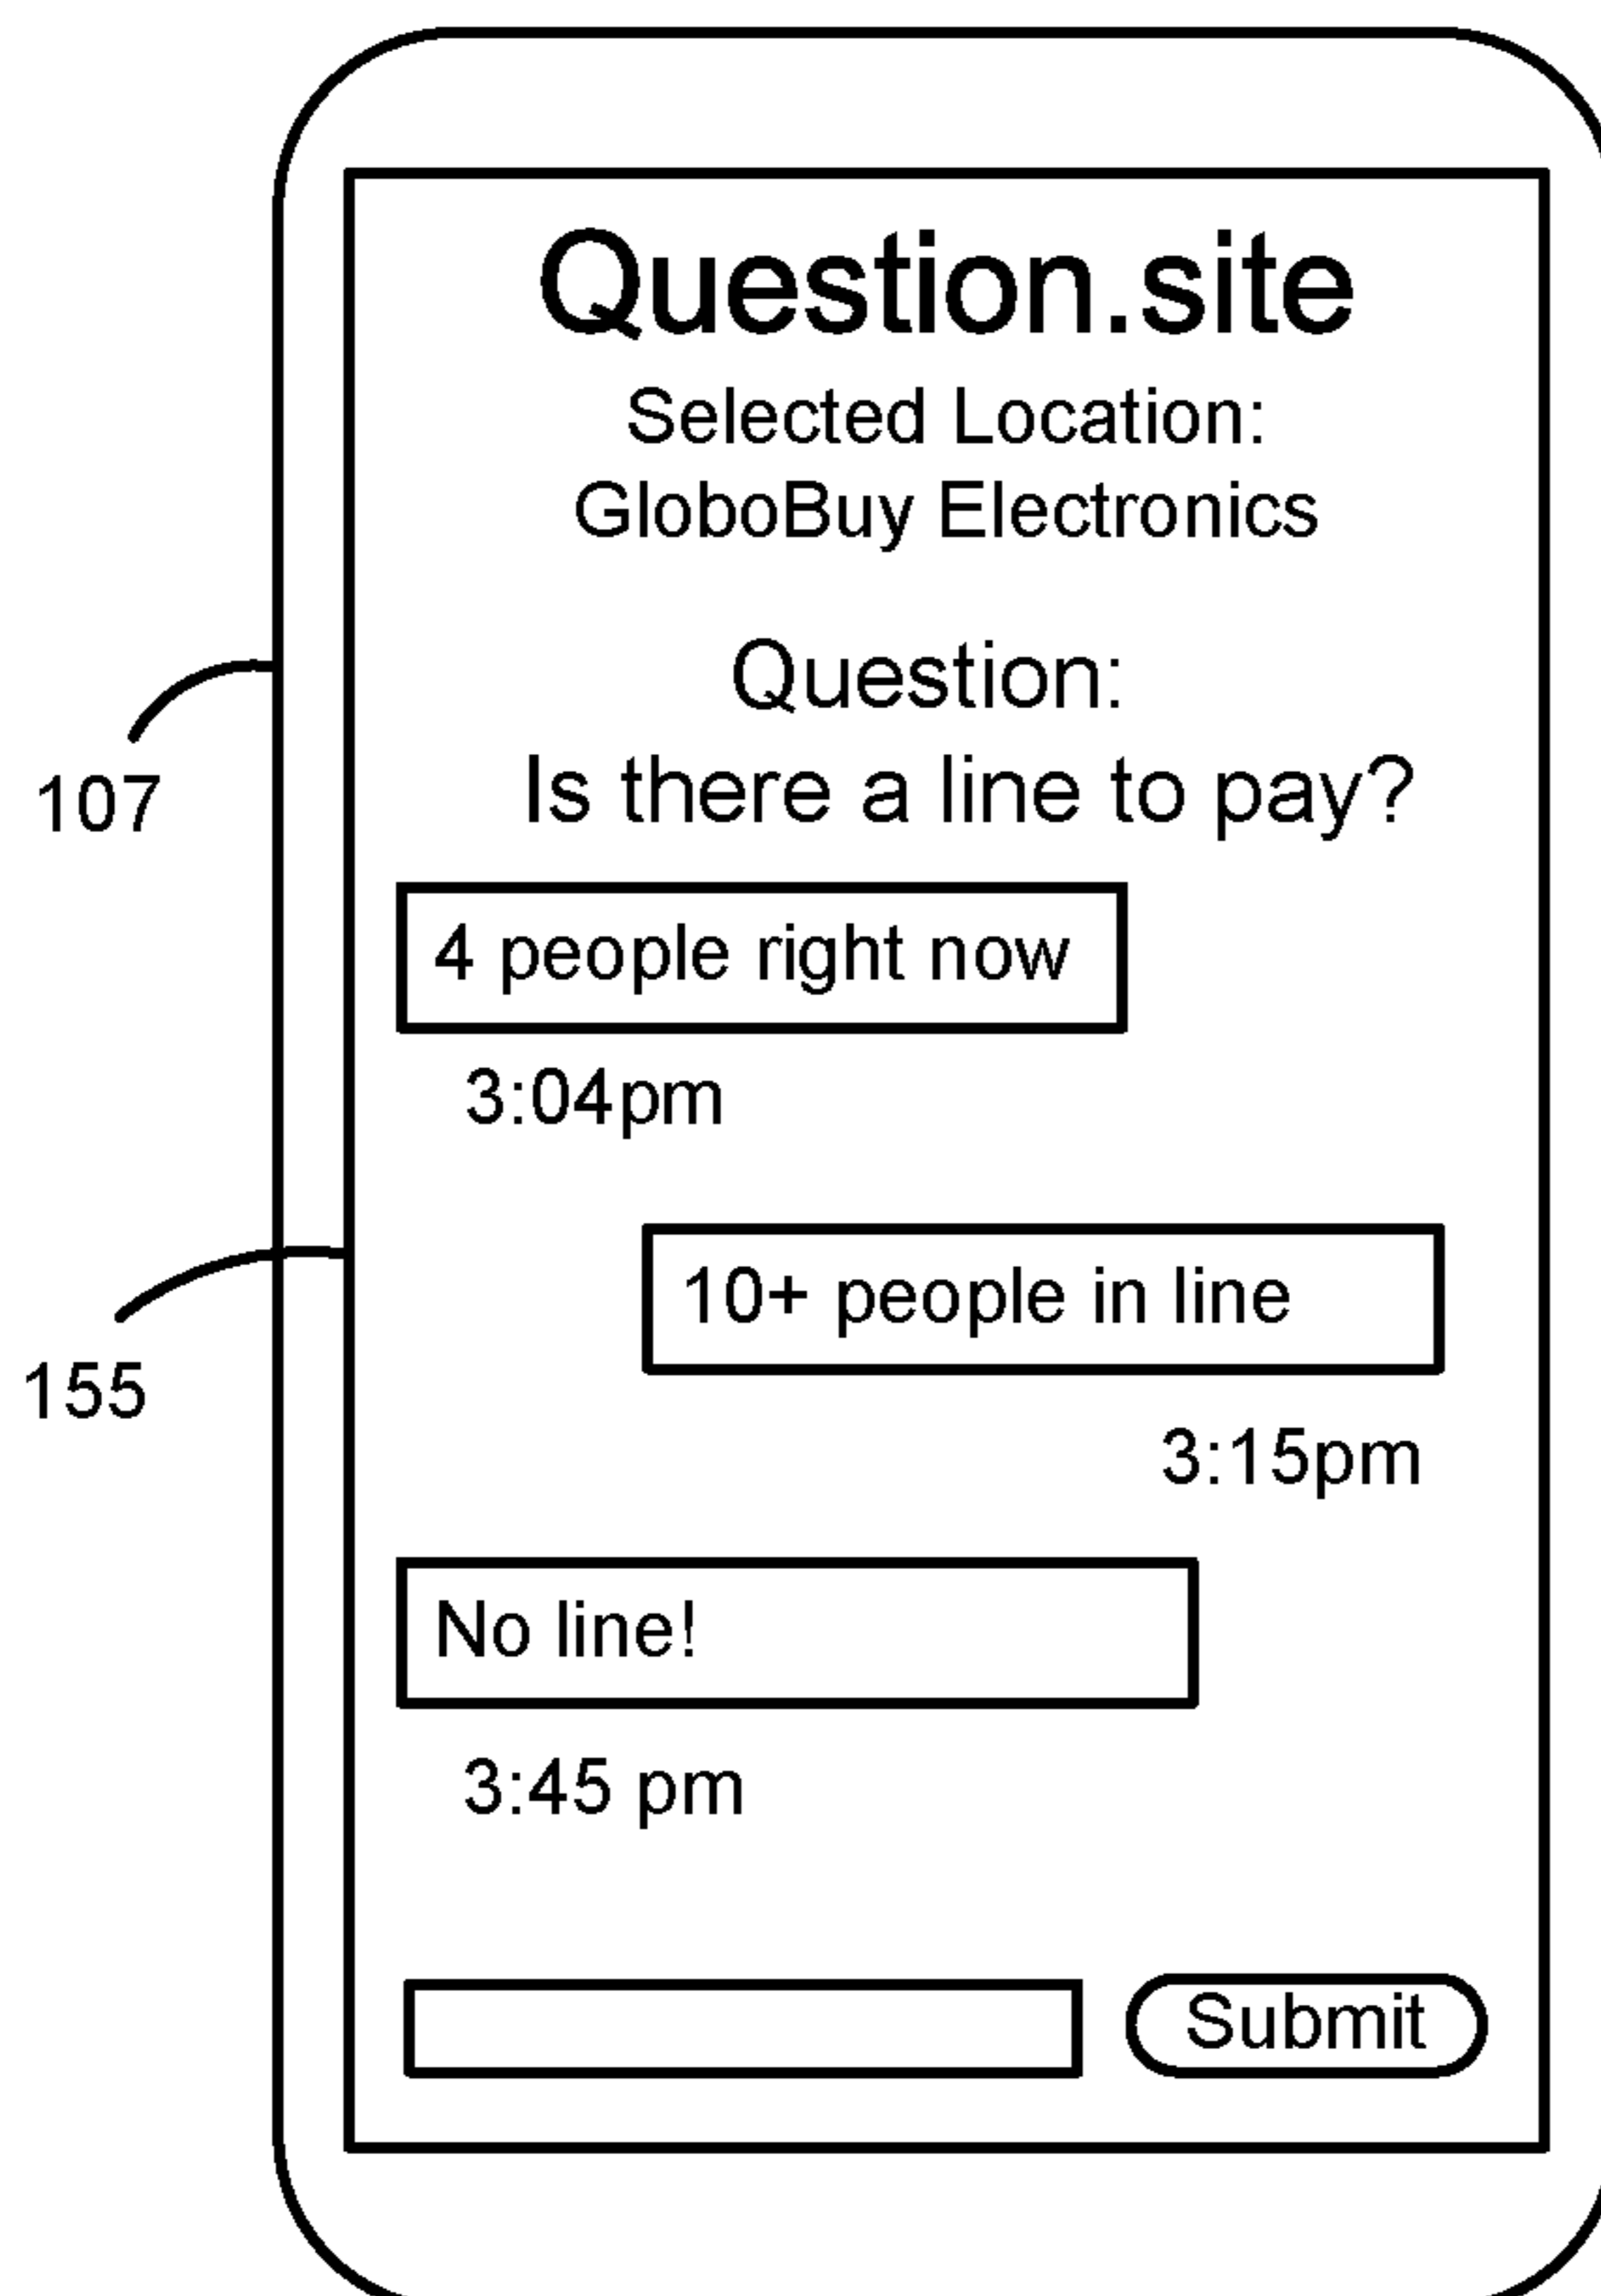 Question.site
Selected Location:
GloboBuy Electronics
Question:
Is there a line to pay?
107
4 people right now
3:04pm
10+ people in line
155
3:15pm
No line!
3:45 pm
Submit